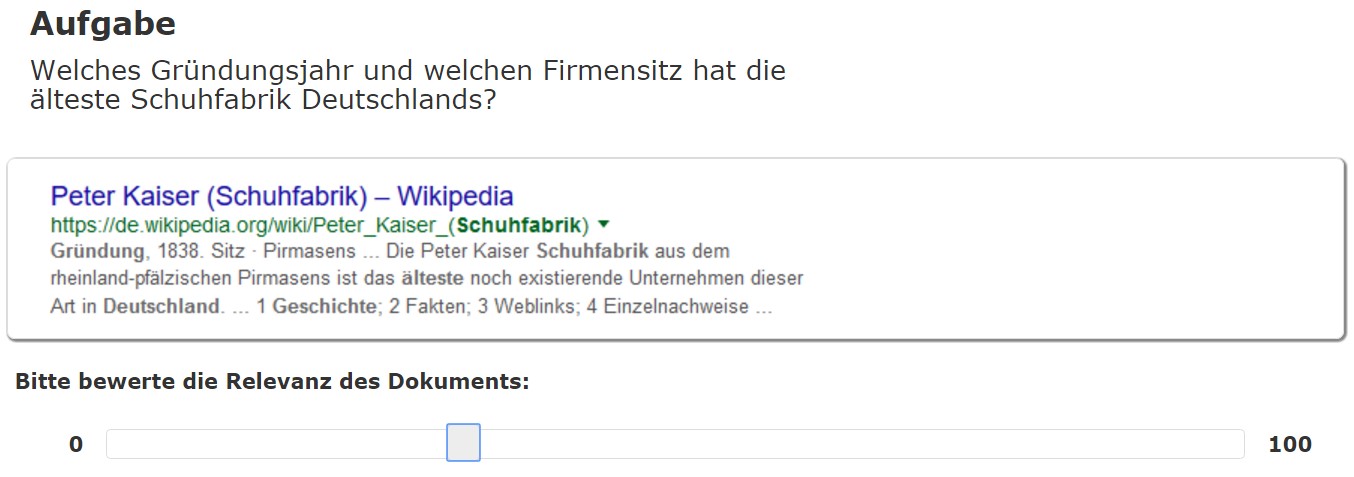 Aufgabe
Welches Gründungsjahr und welchen Firmensitz hat die
älteste Schuhfabrik Deutschlands?
Peter Kaiser (Schuhfabrik) – Wikipedia
https://de.wikipedia.org/wiki/Peter_Kaiser_(Schuhfabrik)
Gründung, 1838. Sitz · Pirmasens ... Die Peter Kaiser Schuhfabrik aus dem
rheinland-pfälzischen Pirmasens ist das älteste noch existierende Unternehmen dieser
Art in Deutschland. ... 1 Geschichte; 2 Fakten; 3 Weblinks; 4 Einzelnachweise ...
Bitte bewerte die Relevanz des Dokuments:
0 100